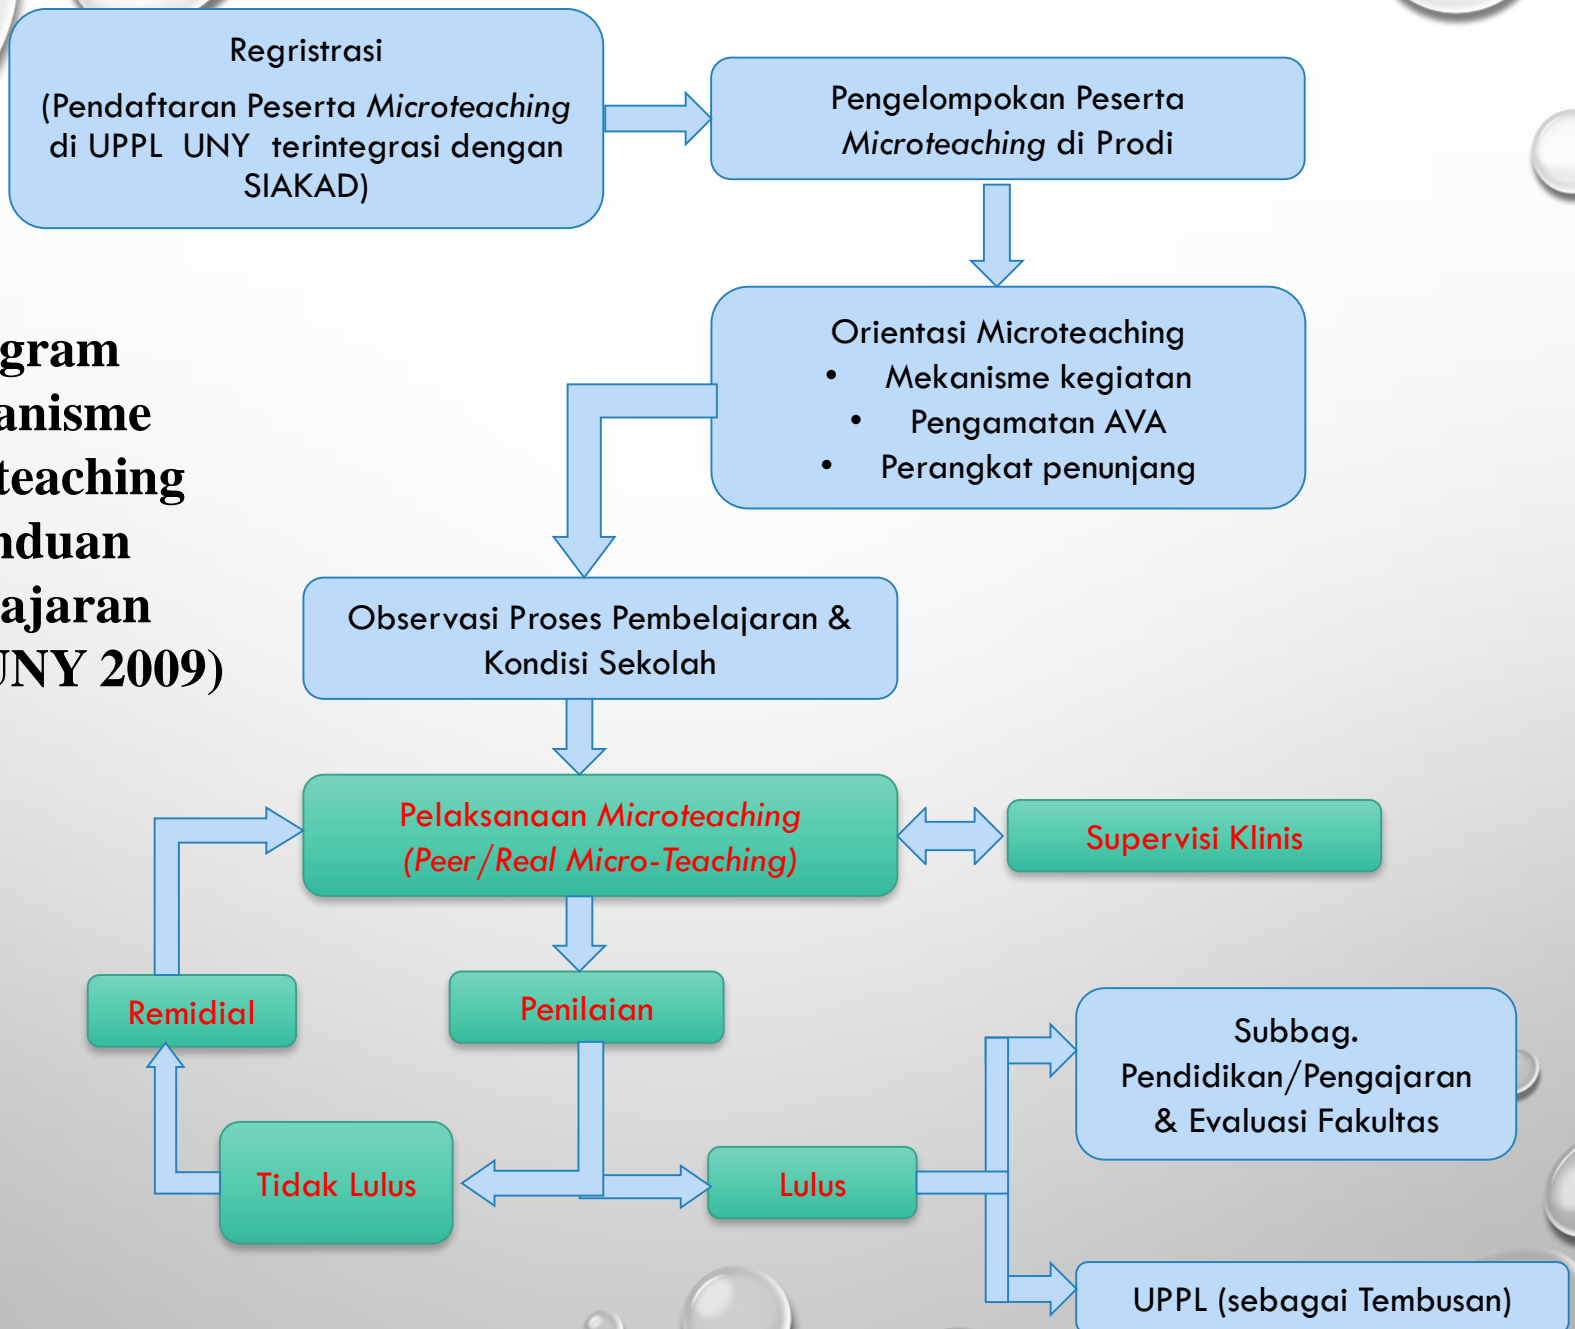 Regristrasi
(Pendaftaran Peserta Microteaching
di UPPL UNY terintegrasi dengan
SIAKAD)
Pengelompokan Peserta
Microteaching di Prodi
Orientasi Microteaching
• Mekanisme kegiatan
• Pengamatan AVA
• Perangkat penunjang
gram
anisme
teaching
nduan
ajaran
UNY 2009)
Observasi Proses Pembelajaran &
Kondisi Sekolah
Pelaksanaan Microteaching
(Peer/Real Micro-Teaching)
Supervisi Klinis
Remidial
Penilaian
Subbag.
Pendidikan/Pengajaran
& Evaluasi Fakultas
Tidak Lulus
Lulus
UPPL (sebagai Tembusan)